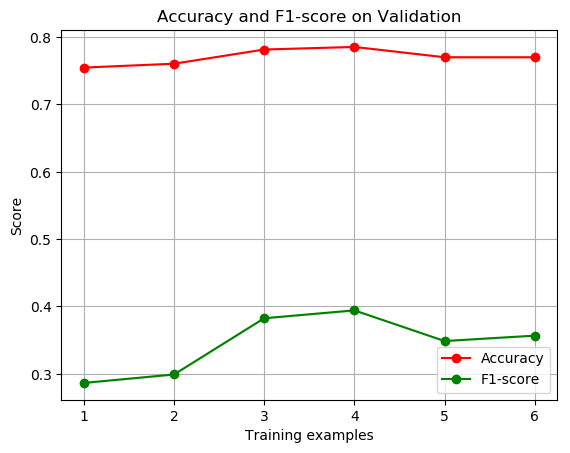 Accuracy and F1-score on Validation
0.8
0.7
0.6
0.5
0.4
0.3
Score
1 2 3 4 5 6
Training examples
Accuracy
F1-score